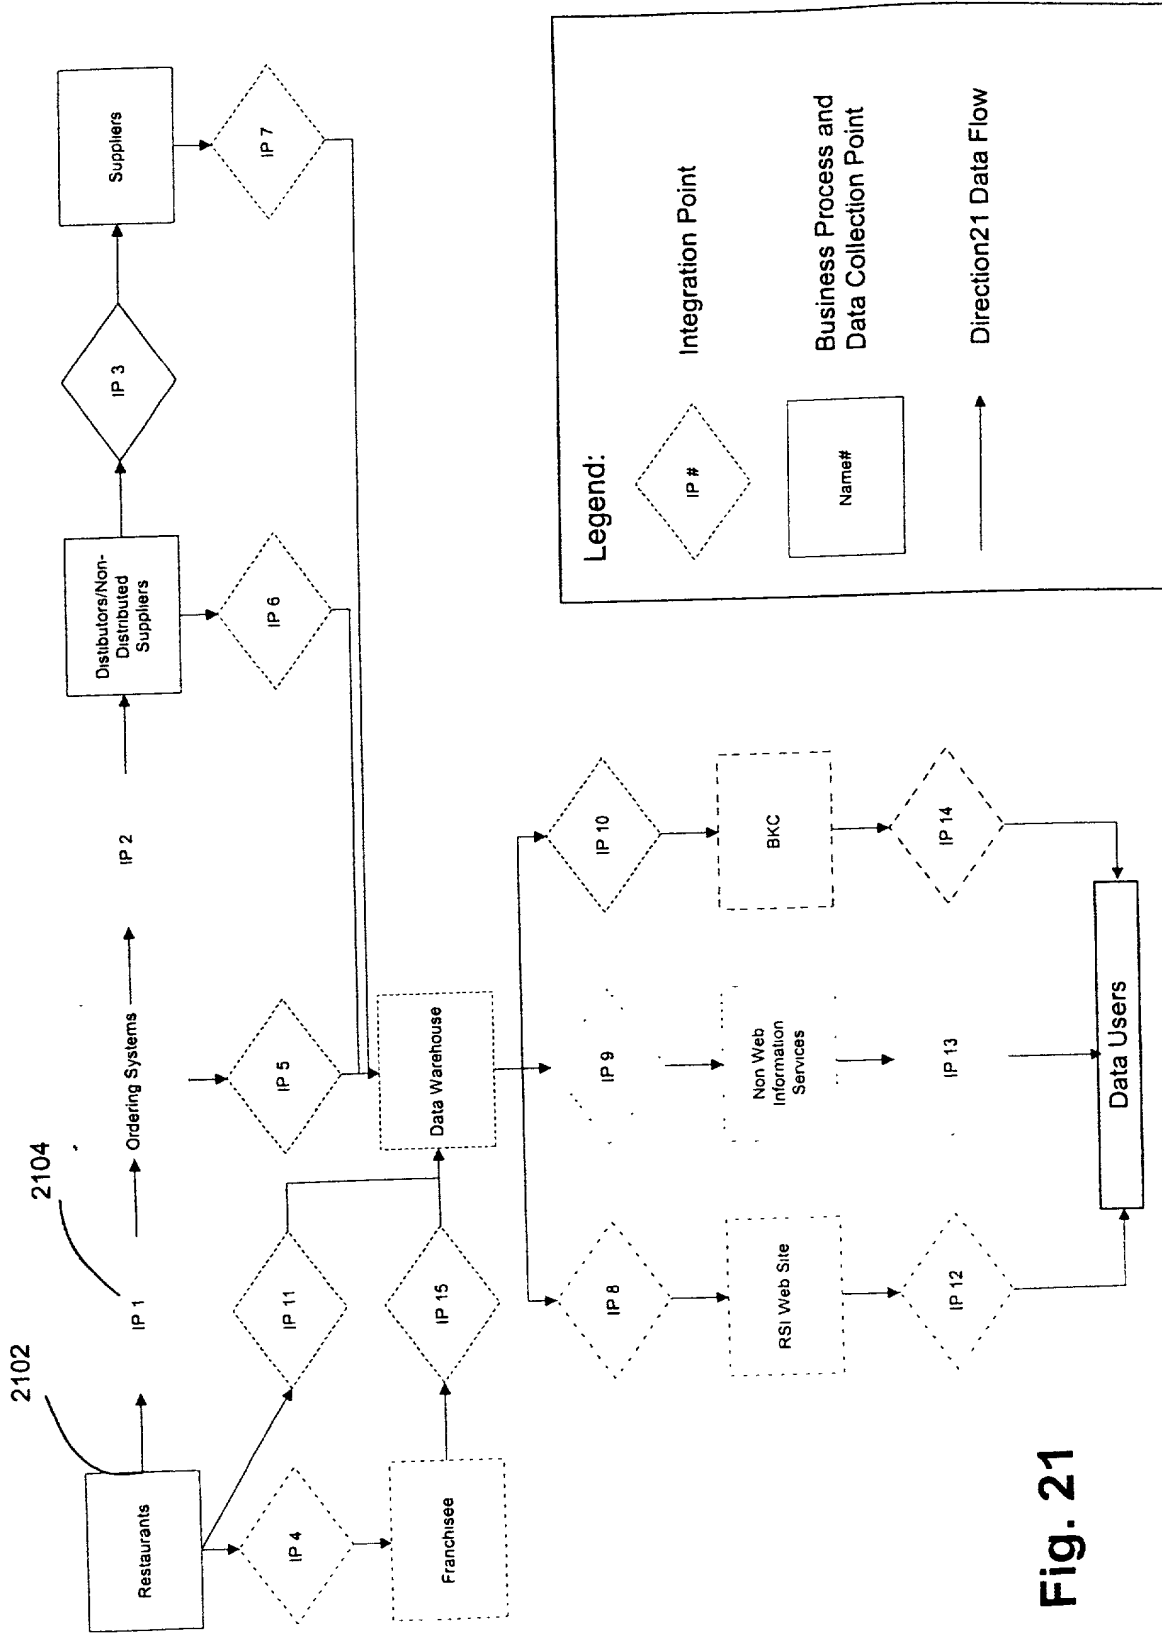 2102
2104
Restaurants
IP 1
Ordering Systems
IP 2
Distibutors/Non-
Distributed
Suppliers
IP 3
Suppliers
IP 4
IP 11
IP 5
IP 6
IP 7
Franchisee
IP 15
Data Warehouse
IP 8
IP 9
IP 10
RSI Web Site
Non Web
Information
Services
BKC
IP 12
IP 13
IP 14
Data Users
Legend:
IP #
Integration Point
Name#
Business Process and
Data Collection Point
Direction21 Data Flow
Fig. 21